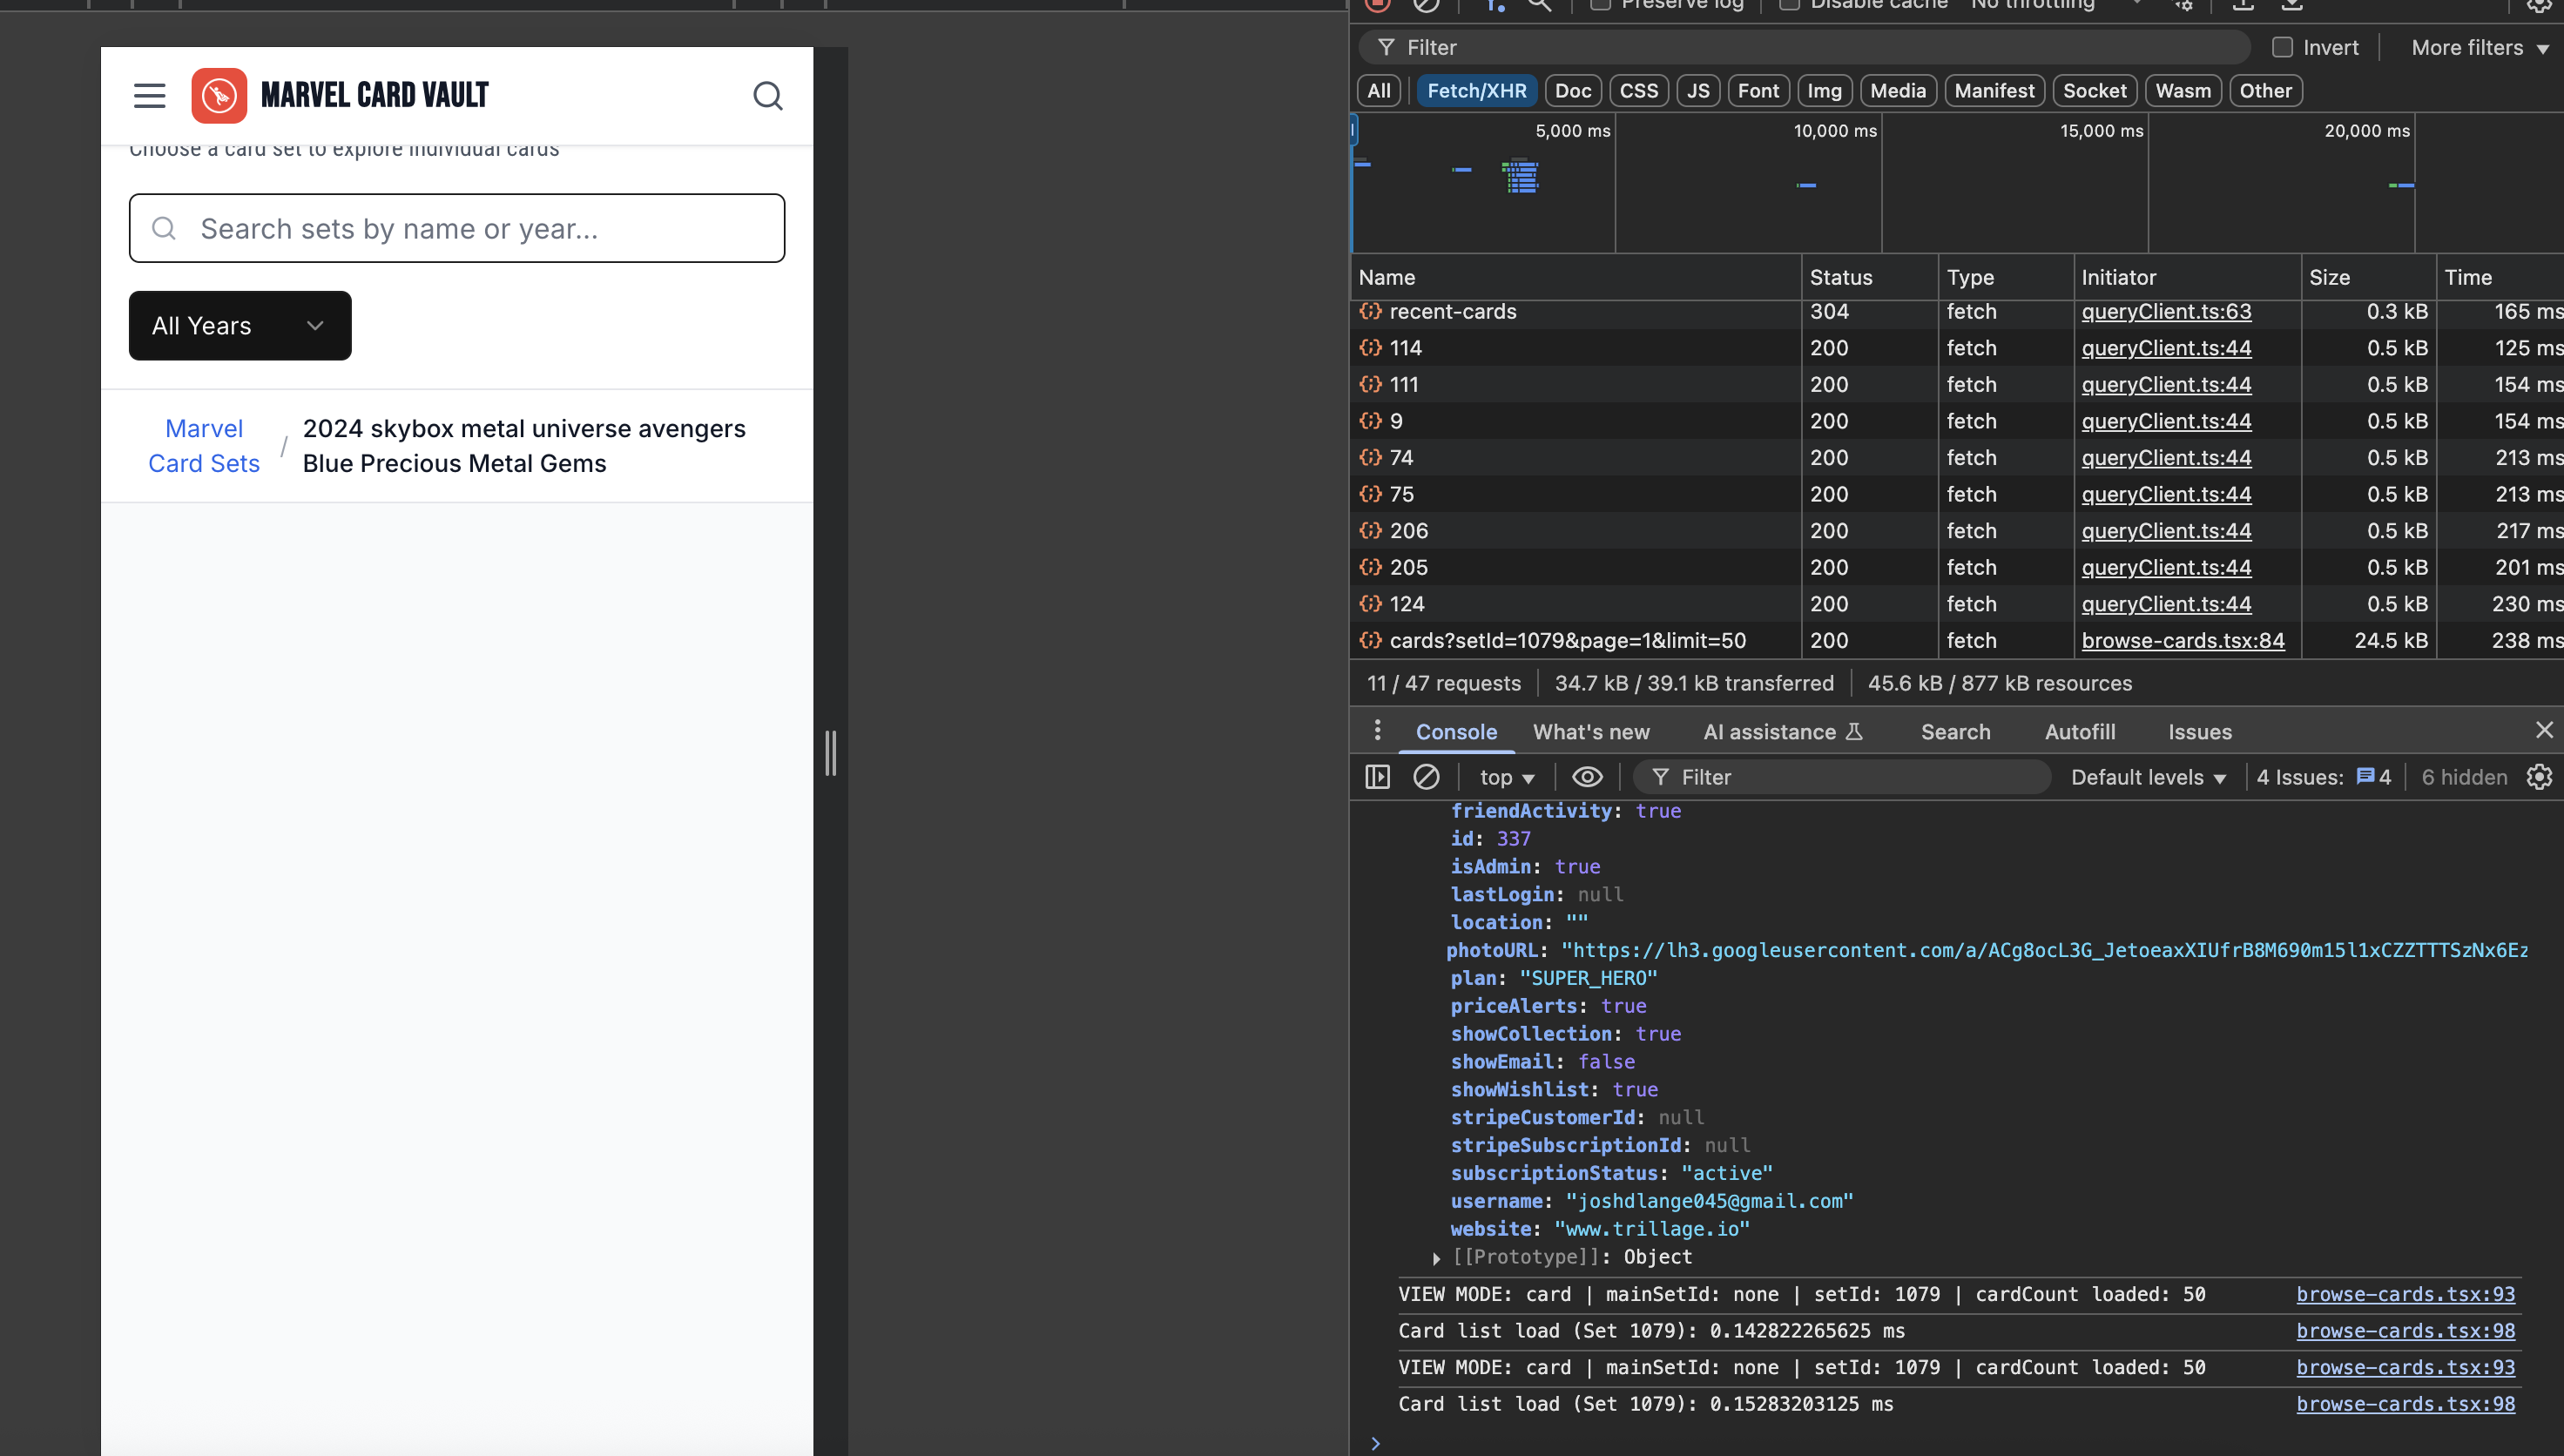 MARVEL CARD VAULT
Choose a card set to explore individual cards
Search sets by name or year...
All Years
Marvel Card Sets / 2024 skybox metal universe avengers Blue Precious Metal Gems
Preserve log Disable cache No throttling
Filter Invert More filters
All Fetch/XHR Doc CSS JS Font Img Media Manifest Socket Wasm Other
5,000 ms 10,000 ms 15,000 ms 20,000 ms
Name Status Type Initiator Size Time
recent-cards 304 fetch queryClient.ts:63 0.3 kB 165 ms
114 200 fetch queryClient.ts:44 0.5 kB 125 ms
111 200 fetch queryClient.ts:44 0.5 kB 154 ms
9 200 fetch queryClient.ts:44 0.5 kB 154 ms
74 200 fetch queryClient.ts:44 0.5 kB 213 ms
75 200 fetch queryClient.ts:44 0.5 kB 213 ms
206 200 fetch queryClient.ts:44 0.5 kB 217 ms
205 200 fetch queryClient.ts:44 0.5 kB 201 ms
124 200 fetch queryClient.ts:44 0.5 kB 230 ms
cards?setId=1079&page=1&limit=50 200 fetch browse-cards.tsx:84 24.5 kB 238 ms
11 / 47 requests 34.7 kB / 39.1 kB transferred 45.6 kB / 877 kB resources
Console What's new AI assistance Search Autofill Issues
top Filter Default levels 4 Issues: 4 6 hidden
friendActivity: true
id: 337
isAdmin: true
lastLogin: null
location: ""
photoURL: "https://lh3.googleusercontent.com/a/ACg8ocL3G_JetoeaxXIUfrB8M690m15l1xCZZTTTSzNx6Ez
plan: "SUPER_HERO"
priceAlerts: true
showCollection: true
showEmail: false
showWishlist: true
stripeCustomerId: null
stripeSubscriptionId: null
subscriptionStatus: "active"
username: "joshdlange045@gmail.com"
website: "www.trillage.io"
[[Prototype]]: Object
VIEW MODE: card | mainSetId: none | setId: 1079 | cardCount loaded: 50 browse-cards.tsx:93
Card list load (Set 1079): 0.142822265625 ms browse-cards.tsx:98
VIEW MODE: card | mainSetId: none | setId: 1079 | cardCount loaded: 50 browse-cards.tsx:93
Card list load (Set 1079): 0.15283203125 ms browse-cards.tsx:98